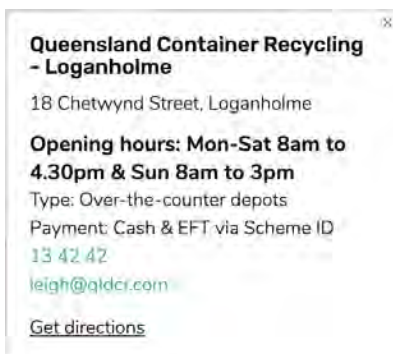 Queensland Container Recycling
- Loganholme
18 Chetwynd Street, Loganholme
Opening hours: Mon-Sat 8am to
4.30pm & Sun 8am to 3pm
Type: Over-the-counter depots
Payment: Cash & EFT via Scheme ID
13 42 42
leigh@qldcr.com
Get directions